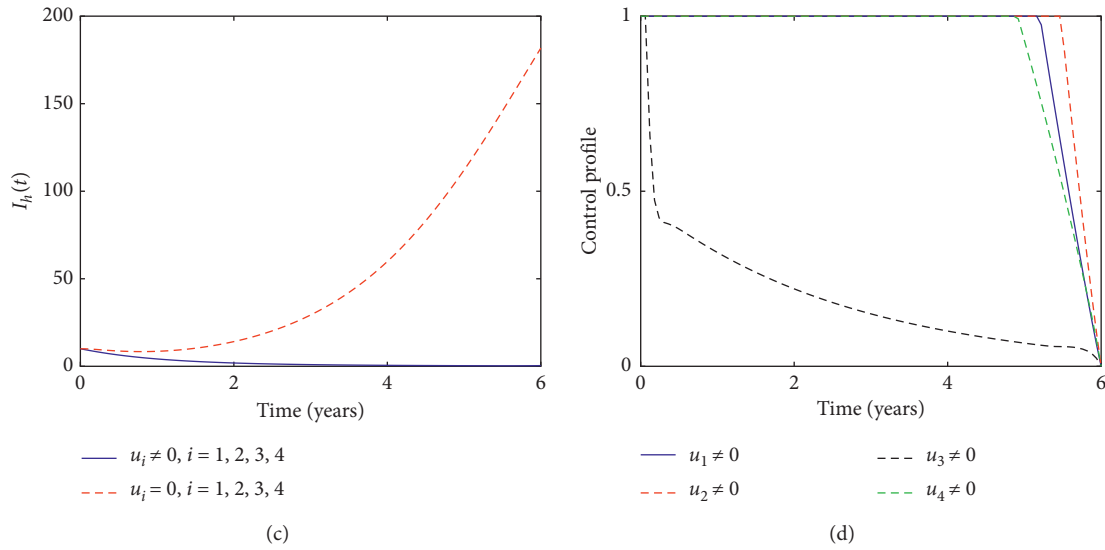 200
150
100
50
0
I_h(t)
0 2 4 6
Time (years)
u_i ≠ 0, i = 1, 2, 3, 4
u_i = 0, i = 1, 2, 3, 4
(c)
1
0.5
0
Control profile
0 2 4 6
Time (years)
u_1 ≠ 0
u_2 ≠ 0
u_3 ≠ 0
u_4 ≠ 0
(d)